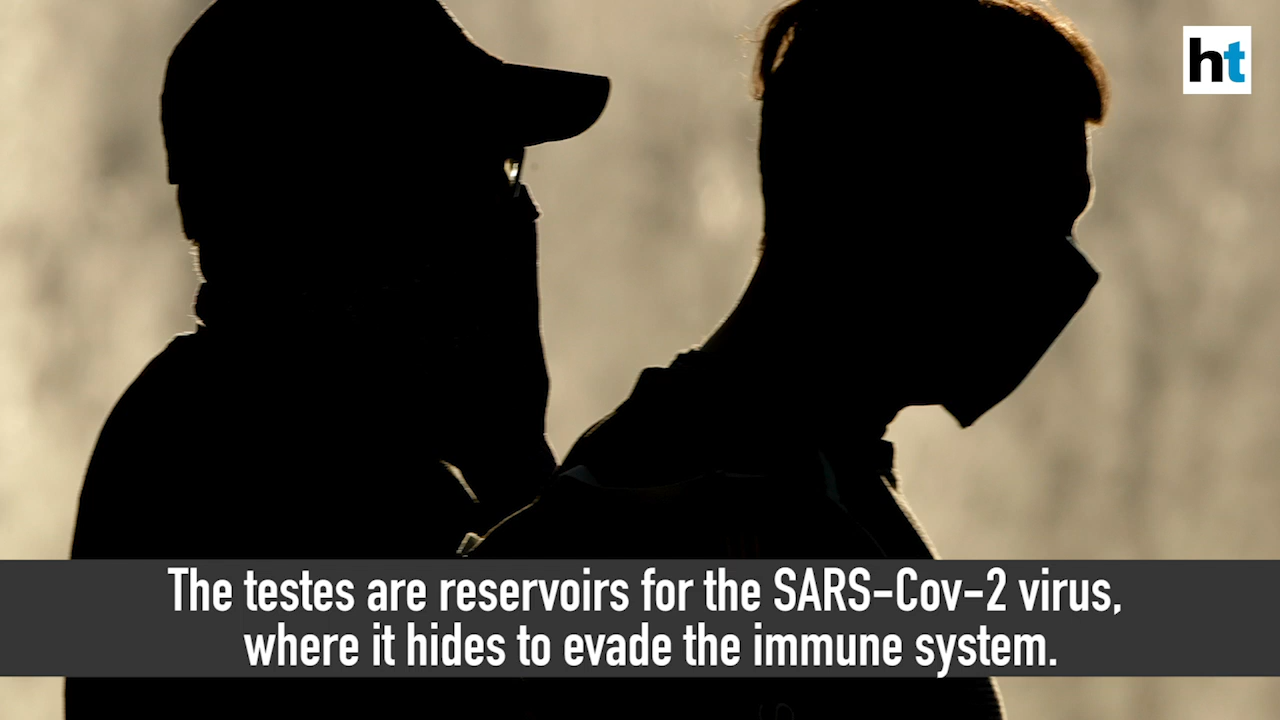 ht
The testes are reservoirs for the SARS-Cov-2 virus,
where it hides to evade the immune system.